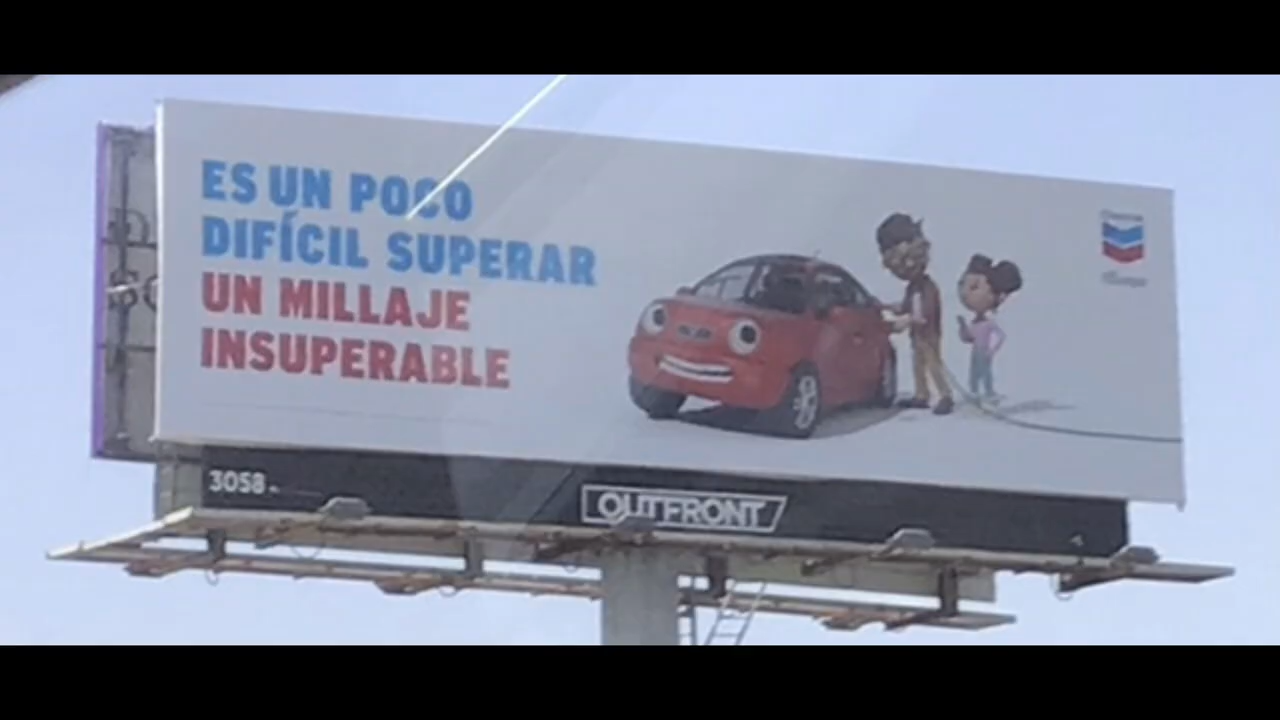 ES UN POCO
DIFÍCIL SUPERAR
UN MILLAJE
INSUPERABLE
3058
OUTFRONT